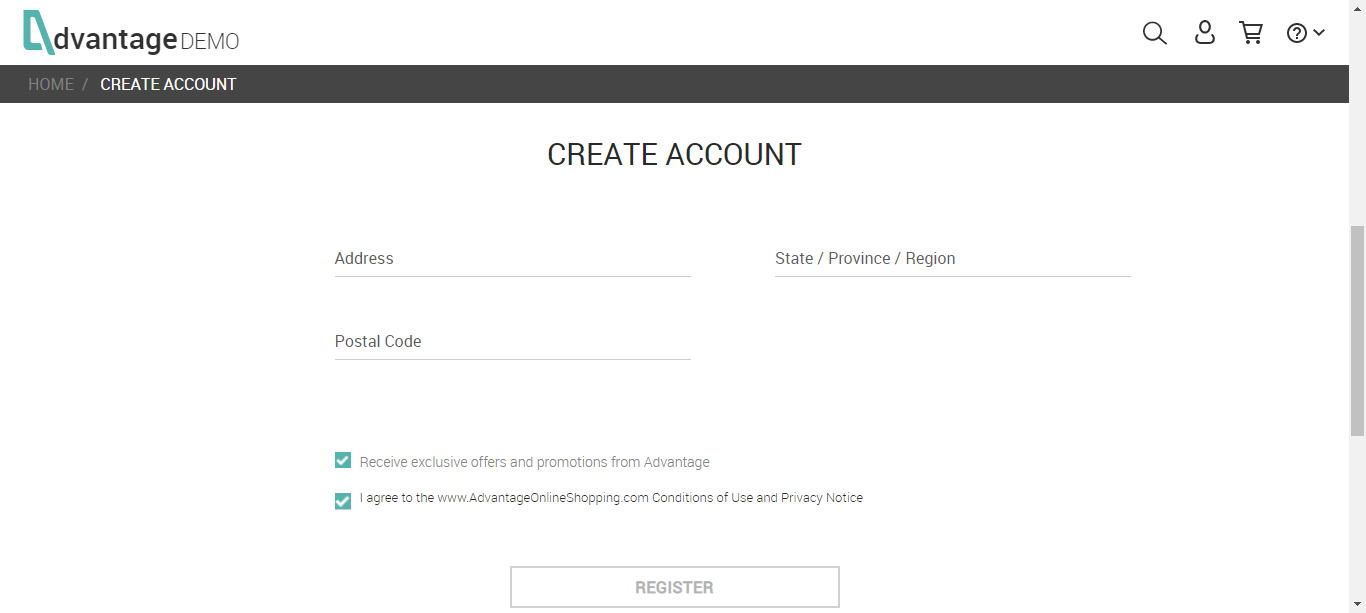 dvantage DEMO
HOME / CREATE ACCOUNT
CREATE ACCOUNT
Address
State / Province / Region
Postal Code
Receive exclusive offers and promotions from Advantage
I agree to the www.AdvantageOnlineShopping.com Conditions of Use and Privacy Notice
REGISTER